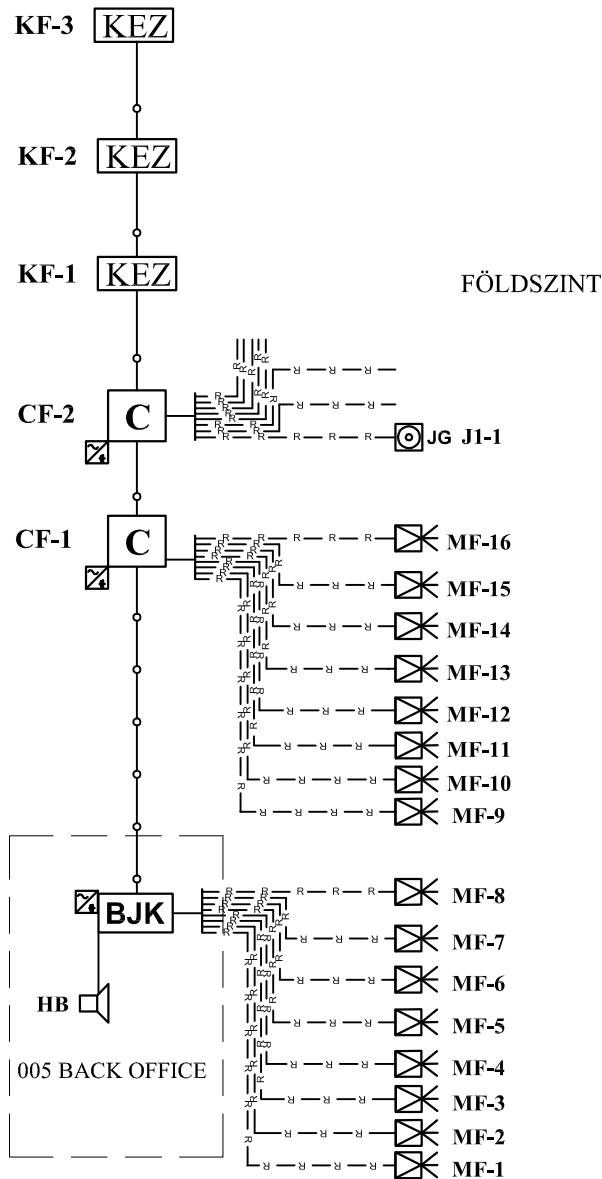 KF-3 KEZ
KF-2 KEZ
KF-1 KEZ
FÖLDSZINT
CF-2 C
JG J1-1
CF-1 C
MF-16
MF-15
MF-14
MF-13
MF-12
MF-11
MF-10
MF-9
BJK
HB
005 BACK OFFICE
MF-8
MF-7
MF-6
MF-5
MF-4
MF-3
MF-2
MF-1